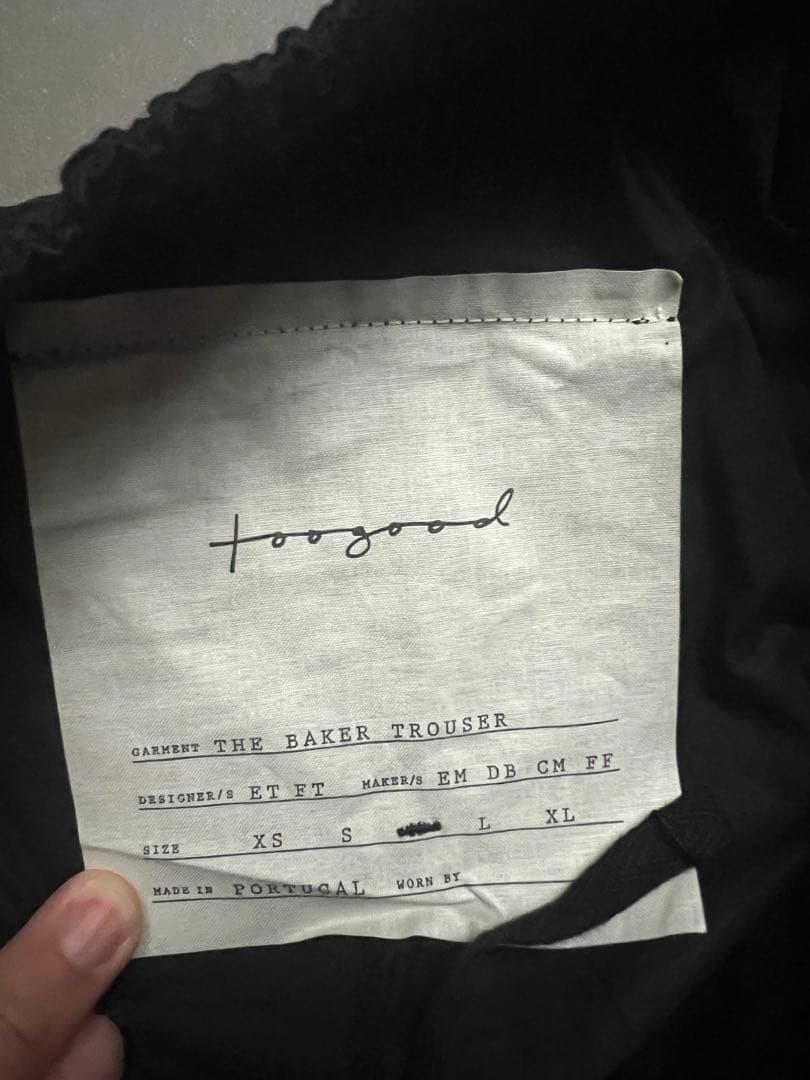 toogood
GARMENT THE BAKER TROUSER
DESIGNER/S ET FT MAKER/S EM DB CM FF
SIZE XS S L XL
MADE IN PORTUGAL WORN BY